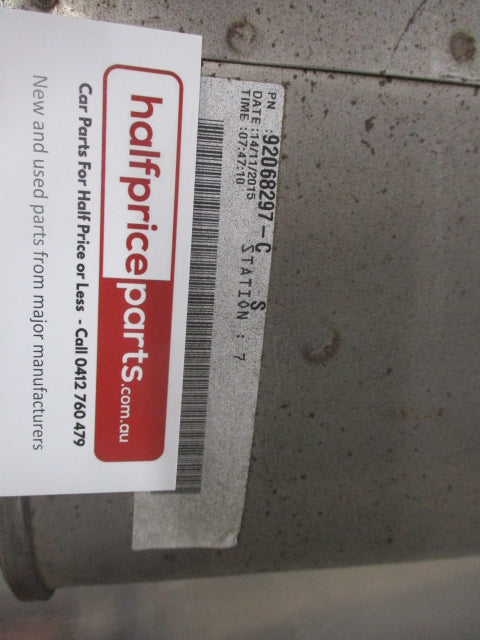 PN :92068297-C S
DATE:14/11/2015 STATION : 7
TIME :07:47:10
halfpriceparts.com.au
Car Parts For Half Price or Less - Call 0412 760 479
New and used parts from major manufacturers